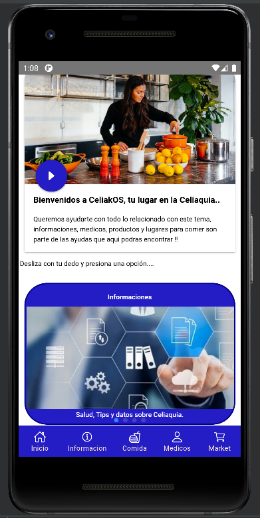 1:08
Bienvenidos a CeliakOS, tu lugar en la Celiaquia..
Queremos ayudarte con todo lo relacionado con este tema,
informaciones, medicos, productos y lugares para comer son
parte de las ayudas que aqui podras encontrar !!
Desliza con tu dedo y presiona una opción....
Informaciones
Salud, Tips y datos sobre Celiaquia.
Inicio Informacion Comida Medicos Market